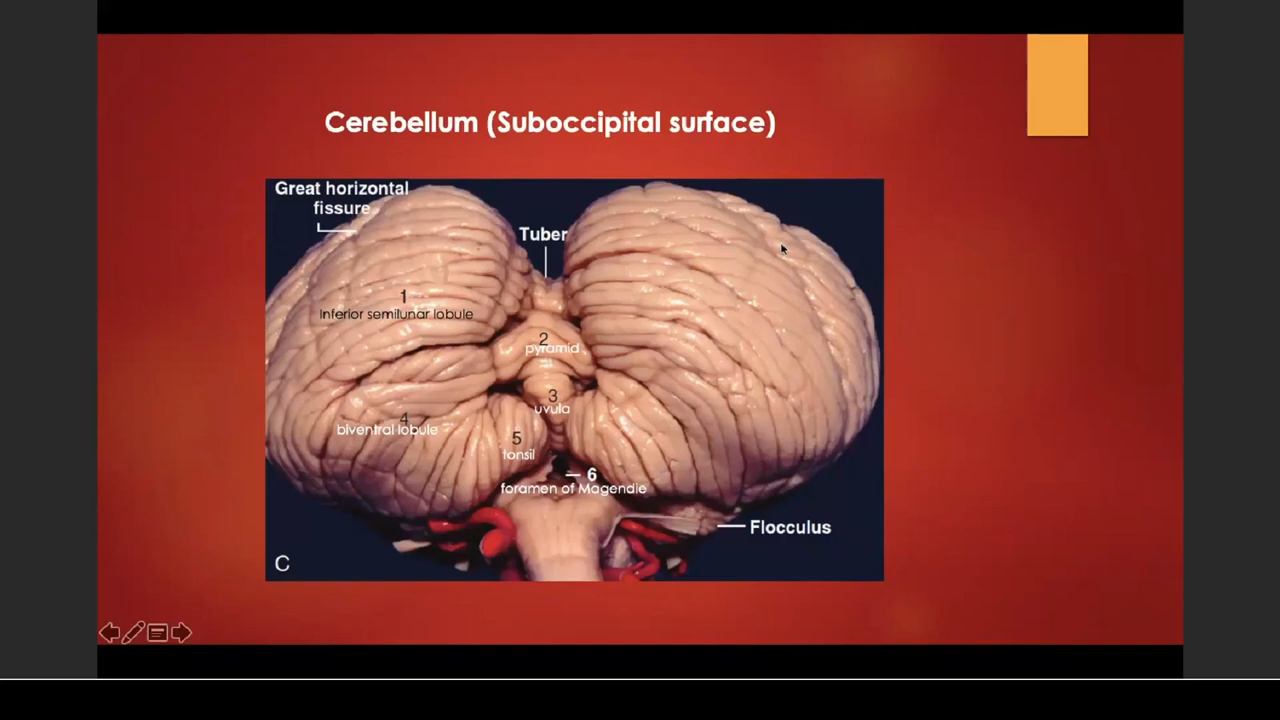 Cerebellum (Suboccipital surface)
Great horizontal
fissure
Tuber
1
Inferior semilunar lobule
2
pyramid
3
uvula
4
biventral lobule
5
tonsil
6
foramen of Magendie
Flocculus
C